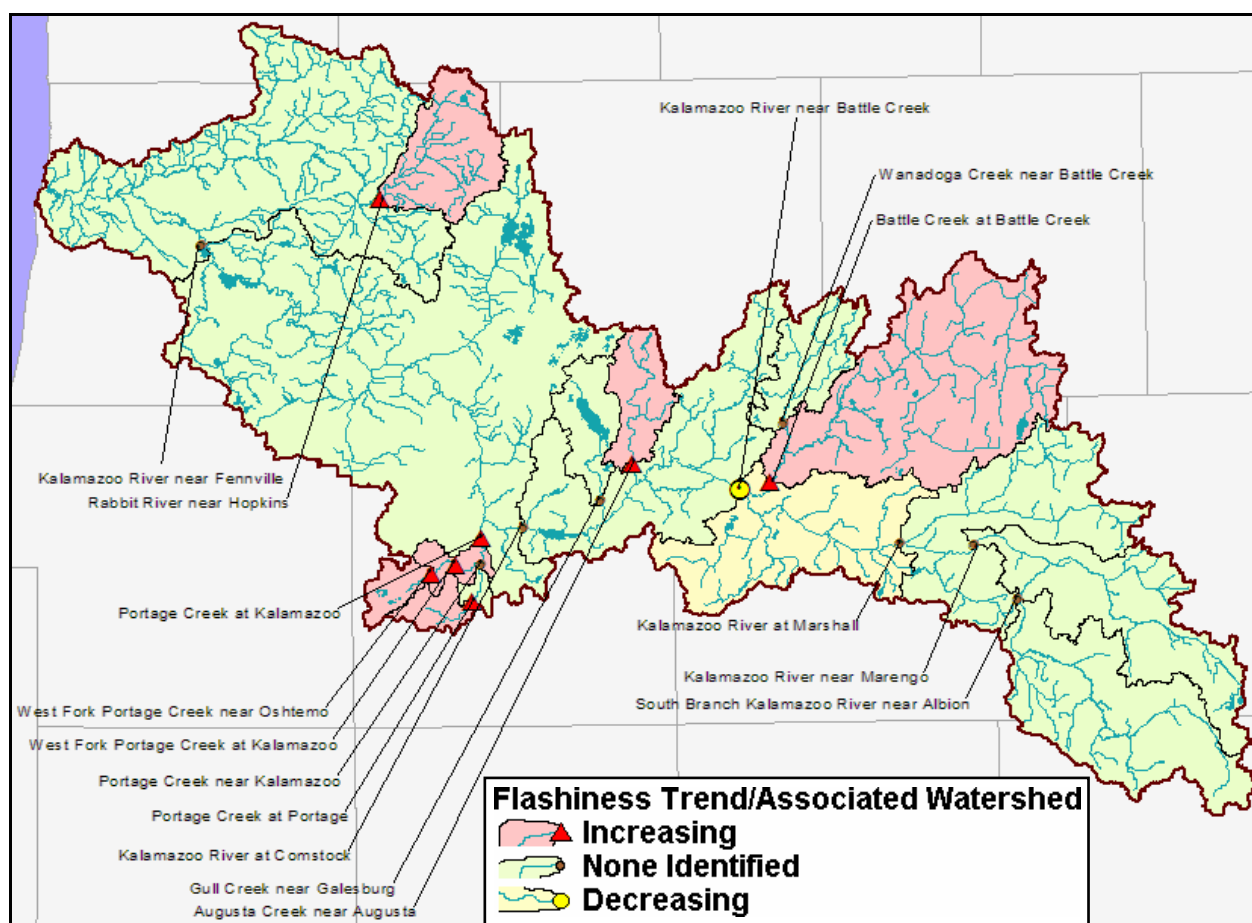 Kalamazoo River near Battle Creek
Wanadoga Creek near Battle Creek
Battle Creek at Battle Creek
Kalamazoo River near Fennville
Rabbit River near Hopkins
Portage Creek at Kalamazoo
Kalamazoo River at Marshall
Kalamazoo River near Marengo
South Branch Kalamazoo River near Albion
West Fork Portage Creek near Oshtemo
West Fork Portage Creek at Kalamazoo
Portage Creek near Kalamazoo
Portage Creek at Portage
Kalamazoo River at Comstock
Gull Creek near Galesburg
Augusta Creek near Augusta
Flashiness Trend/Associated Watershed
Increasing
None Identified
Decreasing